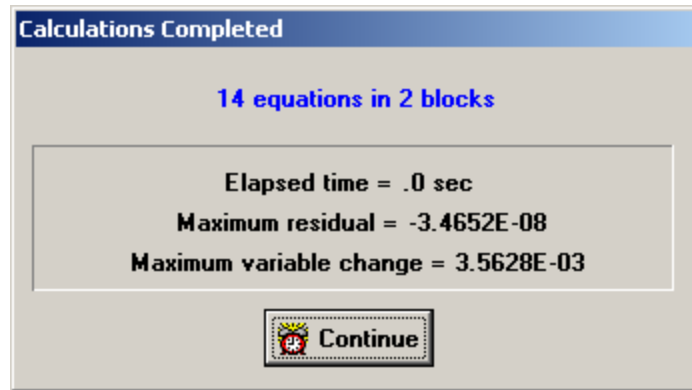 Calculations Completed
14 equations in 2 blocks
Elapsed time = .0 sec
Maximum residual = -3.4652E-08
Maximum variable change = 3.5628E-03
Continue